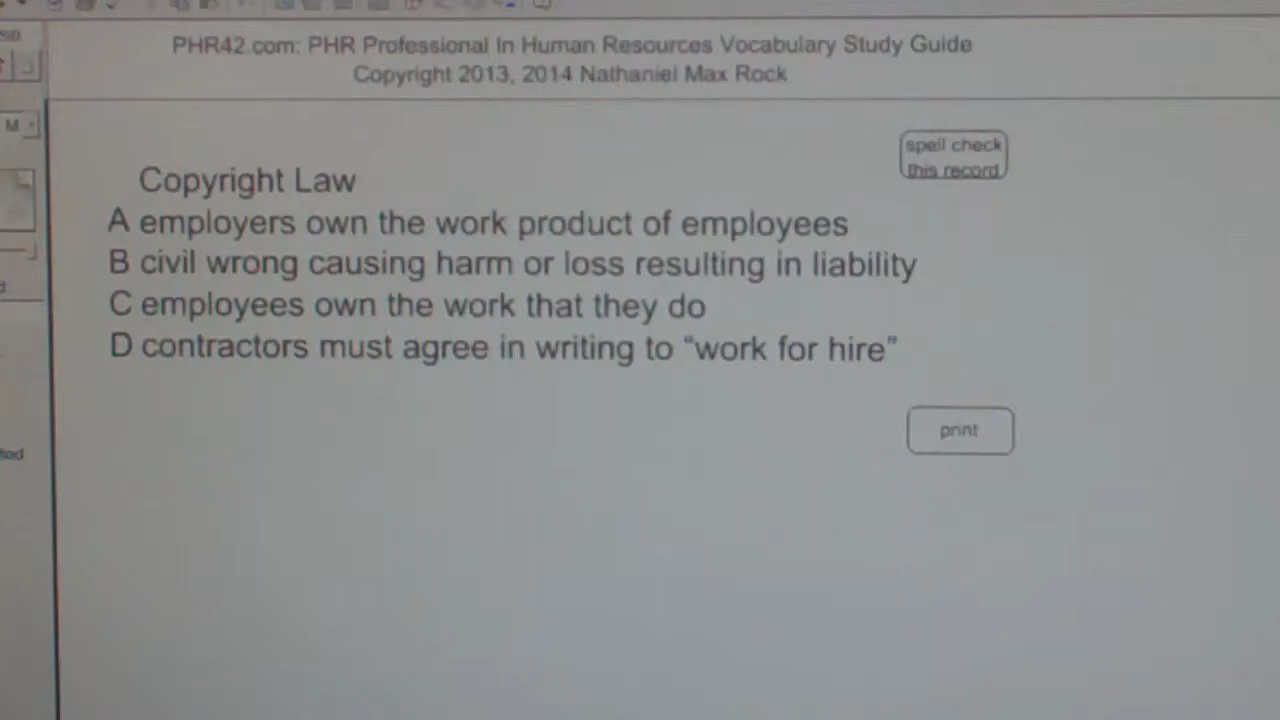 PHR42.com: PHR Professional In Human Resources Vocabulary Study Guide
Copyright 2013, 2014 Nathaniel Max Rock
M
spell check
this record
Copyright Law
A employers own the work product of employees
B civil wrong causing harm or loss resulting in liability
C employees own the work that they do
D contractors must agree in writing to “work for hire”
print
ted